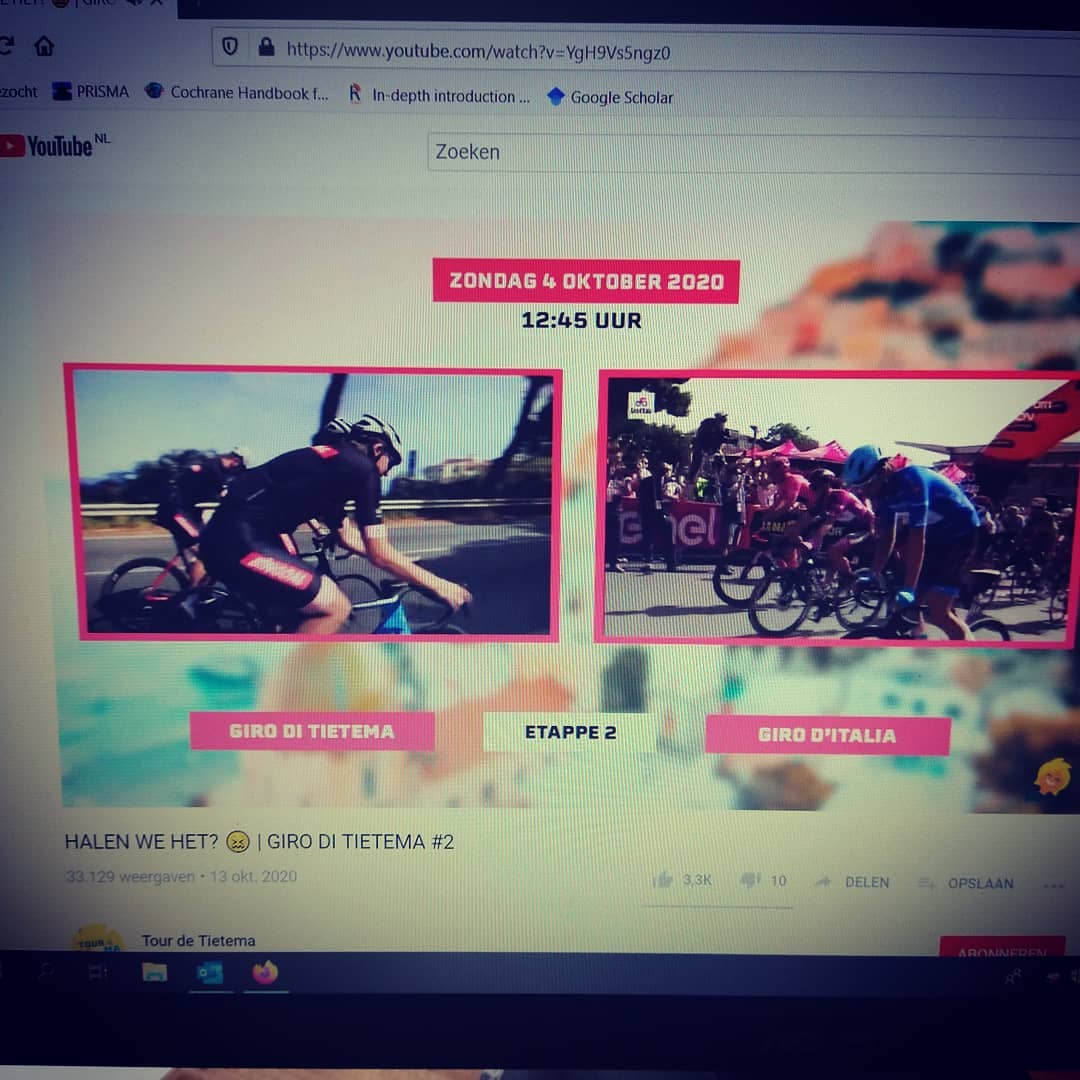 https://www.youtube.com/watch?v=YgH9Vs5ngz0
zocht PRISMA Cochrane Handbook f... In-depth introduction ... Google Scholar
YouTube NL
Zoeken
ZONDAG 4 OKTOBER 2020
12:45 UUR
enel
GIRO DI TIETEMA ETAPPE 2 GIRO D'ITALIA
HALEN WE HET? 😖 | GIRO DI TIETEMA #2
33.129 weergaven • 13 okt. 2020 3,3K 10 DELEN OPSLAAN
TOUR
Tour de Tietema
ABONNEREN